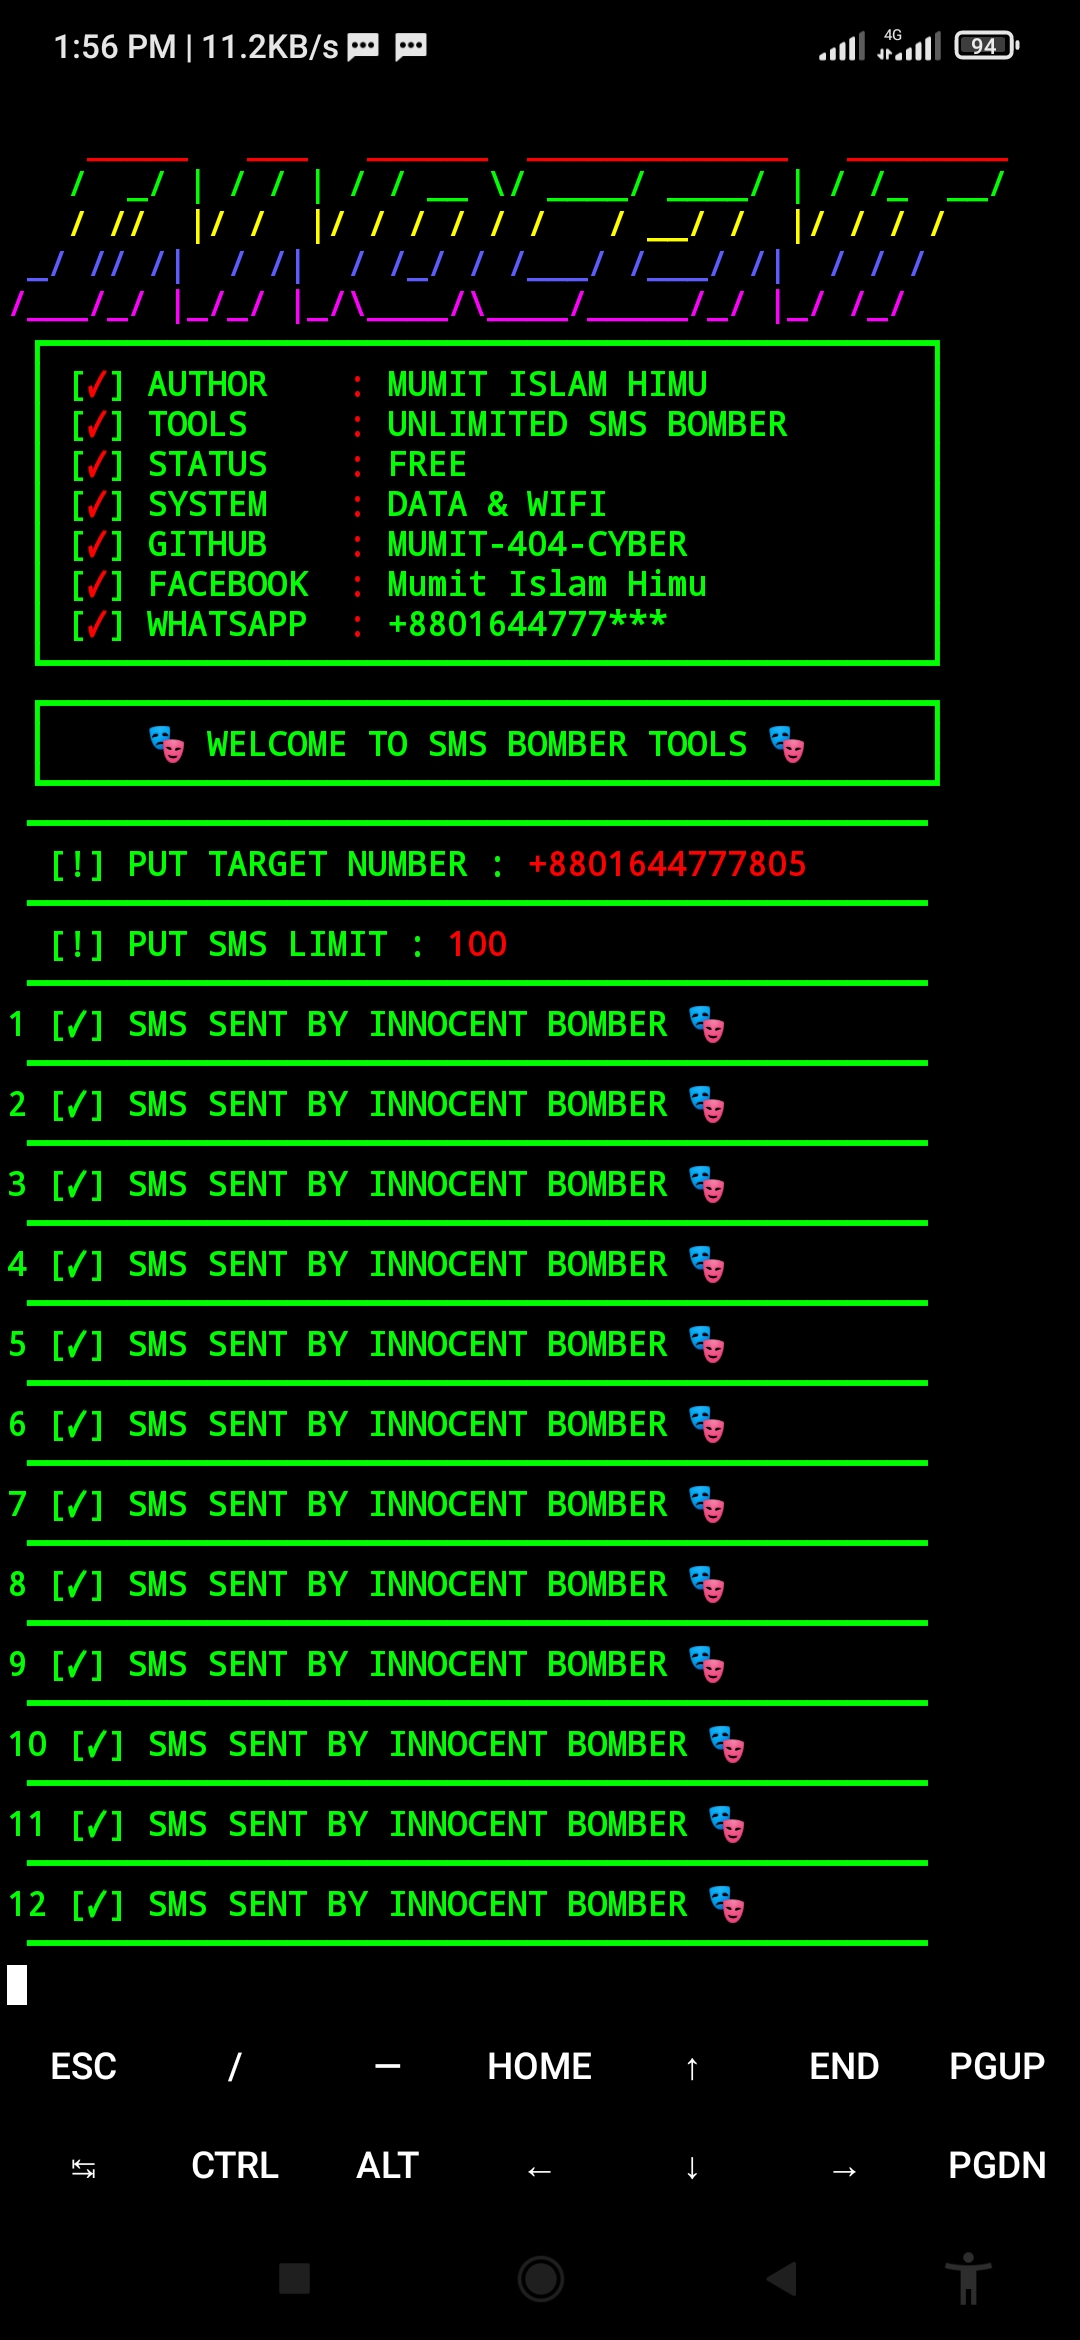 1:56 PM | 11.2KB/s 4G 94
[✓] AUTHOR : MUMIT ISLAM HIMU
[✓] TOOLS : UNLIMITED SMS BOMBER
[✓] STATUS : FREE
[✓] SYSTEM : DATA & WIFI
[✓] GITHUB : MUMIT-404-CYBER
[✓] FACEBOOK : Mumit Islam Himu
[✓] WHATSAPP : +8801644777***
🎭 WELCOME TO SMS BOMBER TOOLS 🎭
[!] PUT TARGET NUMBER : +8801644777805
[!] PUT SMS LIMIT : 100
1 [✓] SMS SENT BY INNOCENT BOMBER 🎭
2 [✓] SMS SENT BY INNOCENT BOMBER 🎭
3 [✓] SMS SENT BY INNOCENT BOMBER 🎭
4 [✓] SMS SENT BY INNOCENT BOMBER 🎭
5 [✓] SMS SENT BY INNOCENT BOMBER 🎭
6 [✓] SMS SENT BY INNOCENT BOMBER 🎭
7 [✓] SMS SENT BY INNOCENT BOMBER 🎭
8 [✓] SMS SENT BY INNOCENT BOMBER 🎭
9 [✓] SMS SENT BY INNOCENT BOMBER 🎭
10 [✓] SMS SENT BY INNOCENT BOMBER 🎭
11 [✓] SMS SENT BY INNOCENT BOMBER 🎭
12 [✓] SMS SENT BY INNOCENT BOMBER 🎭
ESC / — HOME ↑ END PGUP
↹ CTRL ALT ← ↓ → PGDN